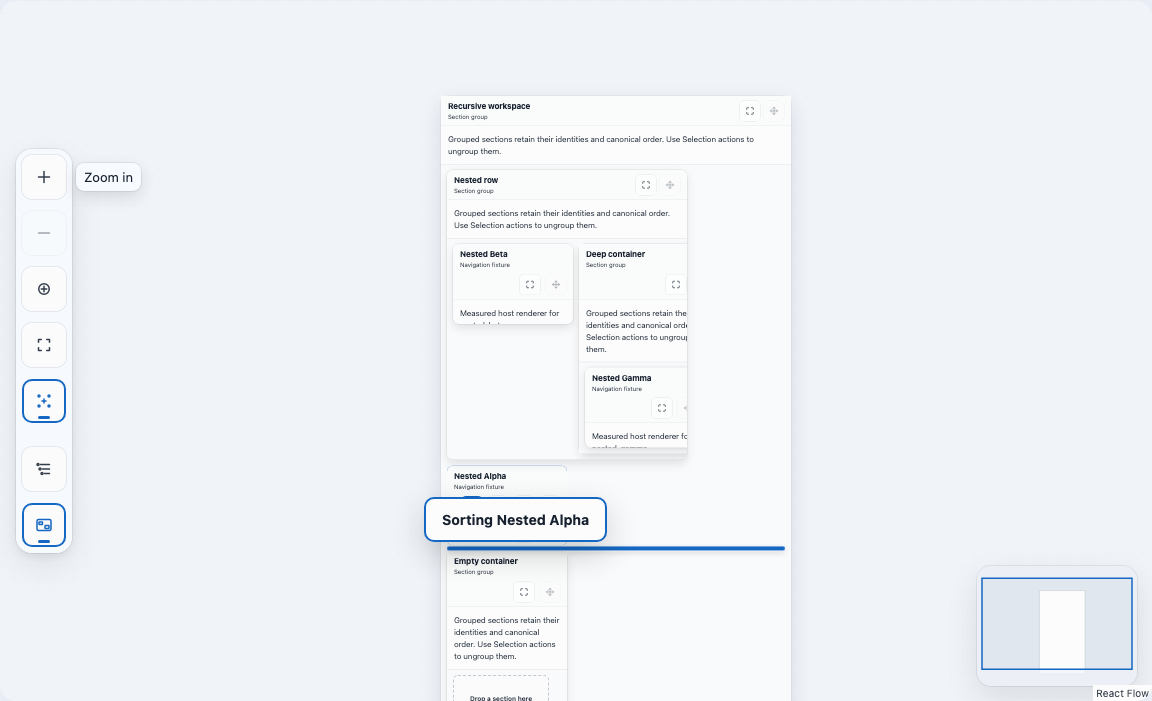 Zoom in
Recursive workspace
Section group
Grouped sections retain their identities and canonical order. Use Selection actions to
ungroup them.
Nested row
Section group
Grouped sections retain their identities and canonical order.
Use Selection actions to ungroup them.
Nested Beta
Navigation fixture
Measured host renderer for
Deep container
Section group
Grouped sections retain the
identities and canonical
Selection actions to
them.
Nested Gamma
Navigation fixture
Measured host renderer
Nested Alpha
Navigation fixture
Sorting Nested Alpha
Empty container
Section group
Grouped sections retain their
identities and canonical
order. Use Selection actions
to ungroup them.
Drop a section here
React Flow